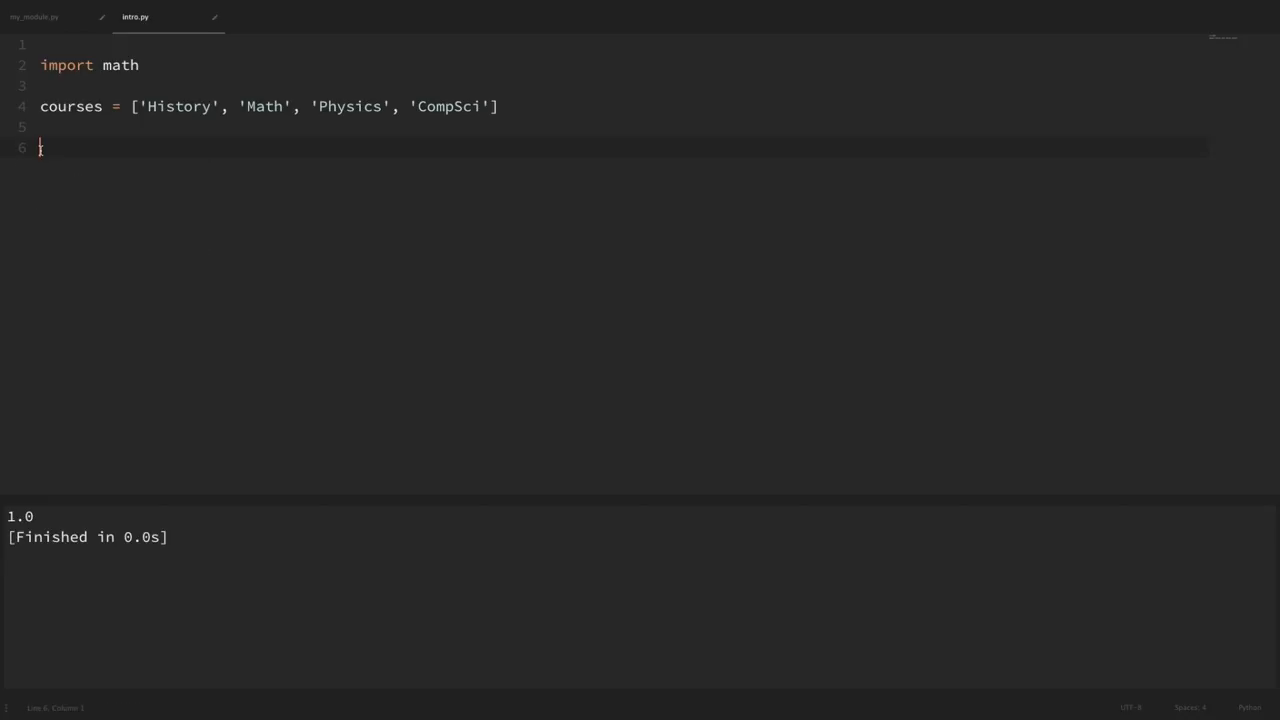 my_module.py
intro.py
1
2 import math
3
4 courses = ['History', 'Math', 'Physics', 'CompSci']
5
6
1.0
[Finished in 0.0s]
Line 6, Column 1
UTF-8
Spaces: 4
Python